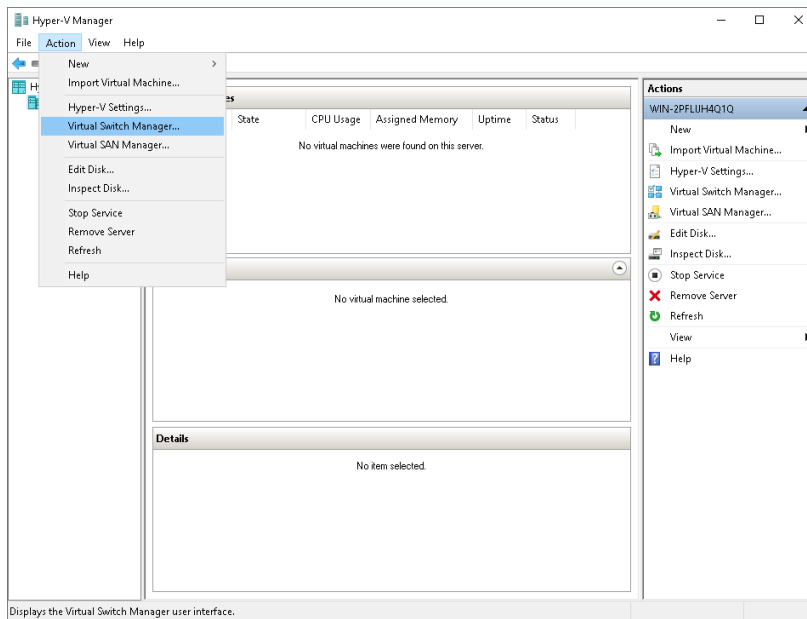 Hyper-V Manager
File Action View Help
New
Import Virtual Machine...
Hyper-V Settings...
Virtual Switch Manager...
Virtual SAN Manager...
Edit Disk...
Inspect Disk...
Stop Service
Remove Server
Refresh
Help
State CPU Usage Assigned Memory Uptime Status
No virtual machines were found on this server.
No virtual machine selected.
Details
No item selected.
Actions
WIN-2PFLIJH4Q1Q
New
Import Virtual Machine...
Hyper-V Settings...
Virtual Switch Manager...
Virtual SAN Manager...
Edit Disk...
Inspect Disk...
Stop Service
Remove Server
Refresh
View
Help
Displays the Virtual Switch Manager user interface.